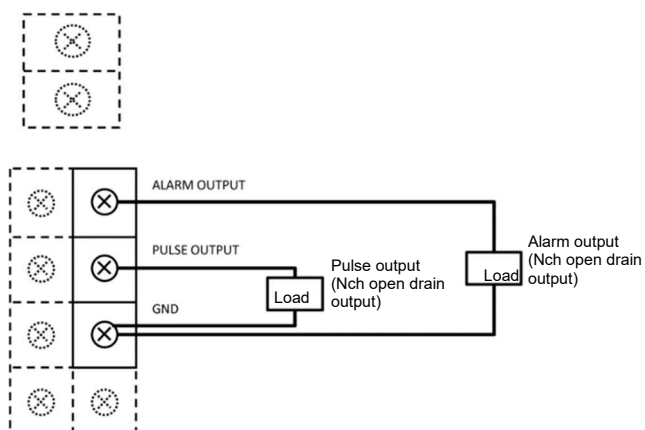 ALARM OUTPUT
PULSE OUTPUT
GND
Load
Pulse output
(Nch open drain
output)
Load
Alarm output
(Nch open drain
output)